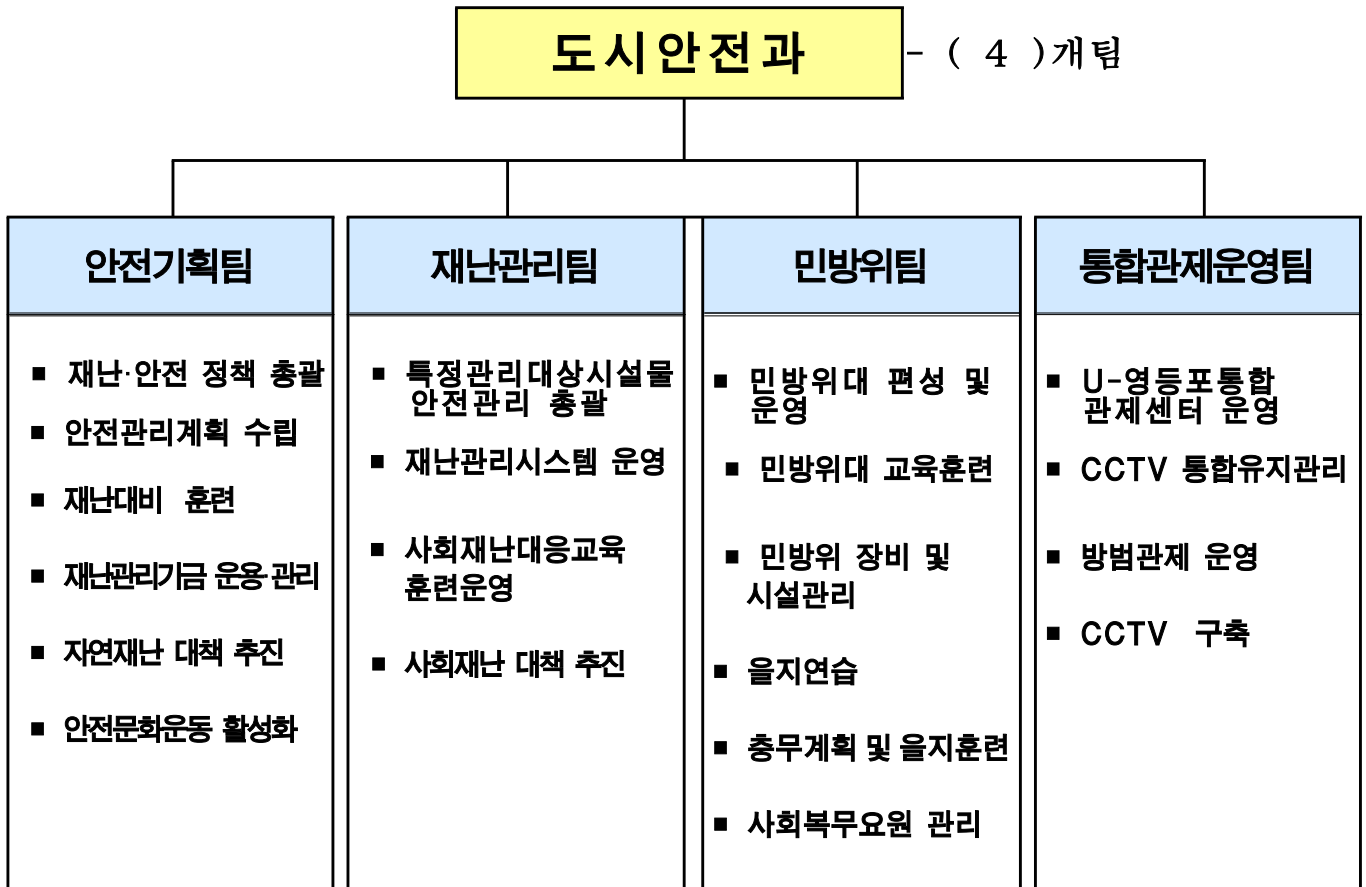 도시안전과 - ( 4 )개팀
안전기획팀
■ 재난·안전 정책 총괄
■ 안전관리계획 수립
■ 재난대비 훈련
■ 재난관리기금 운용·관리
■ 자연재난 대책 추진
■ 안전문화운동 활성화
재난관리팀
■ 특정관리대상시설물
안전관리 총괄
■ 재난관리시스템 운영
■ 사회재난대응교육
훈련운영
■ 사회재난 대책 추진
민방위팀
■ 민방위대 편성 및
운영
■ 민방위대 교육훈련
■ 민방위 장비 및
시설관리
■ 을지연습
■ 충무계획 및 을지훈련
■ 사회복무요원 관리
통합관제운영팀
■ U-영등포통합
관제센터 운영
■ CCTV 통합유지관리
■ 방범관제 운영
■ CCTV 구축